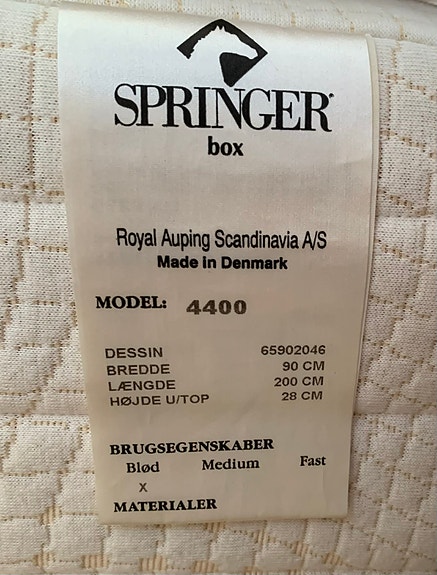 SPRINGER®
box
Royal Auping Scandinavia A/S
Made in Denmark
MODEL: 4400
DESSIN 65902046
BREDDE 90 CM
LÆNGDE 200 CM
HØJDE U/TOP 28 CM
BRUGSEGENSKABER
Blød Medium Fast
X
MATERIALER